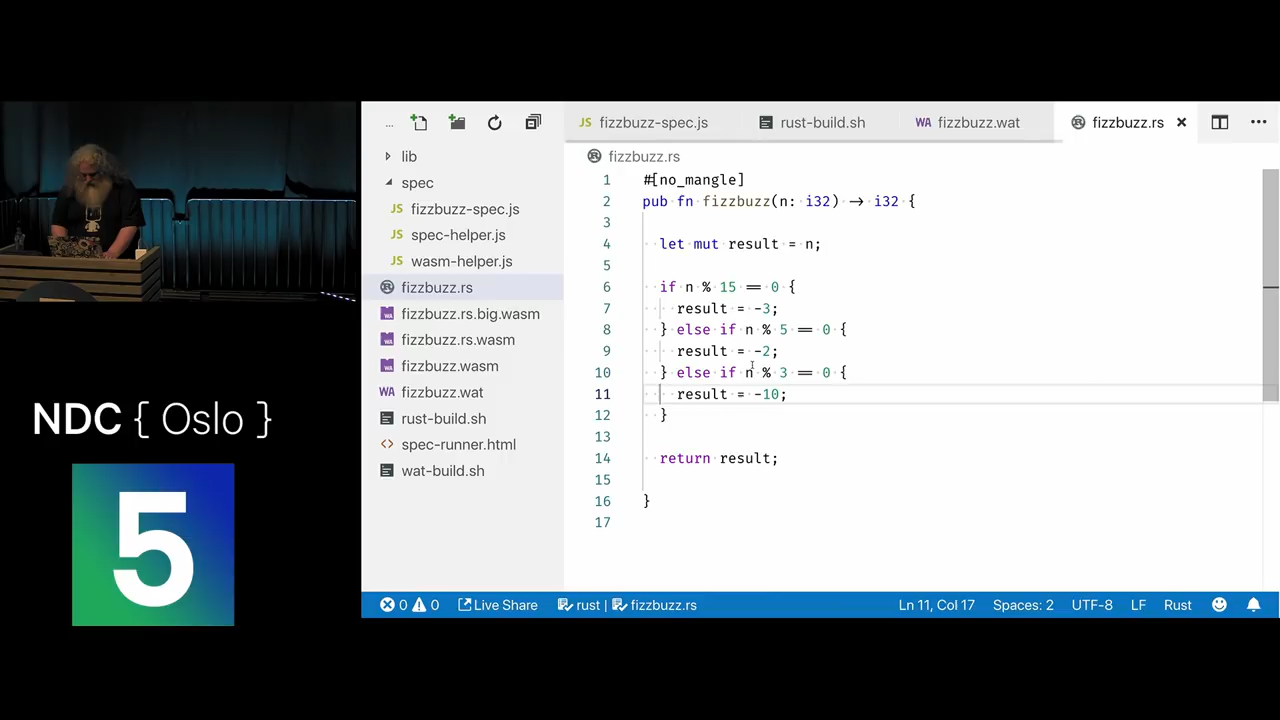 JS fizzbuzz-spec.js
rust-build.sh
WA fizzbuzz.wat
fizzbuzz.rs ×
...
lib
spec
JS fizzbuzz-spec.js
JS spec-helper.js
JS wasm-helper.js
fizzbuzz.rs
WA fizzbuzz.rs.big.wasm
WA fizzbuzz.rs.wasm
WA fizzbuzz.wasm
WA fizzbuzz.wat
rust-build.sh
<> spec-runner.html
wat-build.sh
fizzbuzz.rs
1 #[no_mangle]
2 pub fn fizzbuzz(n: i32) -> i32 {
3
4 let mut result = n;
5
6 if n % 15 == 0 {
7 result = -3;
8 } else if n % 5 == 0 {
9 result = -2;
10 } else if n % 3 == 0 {
11 result = -10;
12 }
13
14 return result;
15
16 }
17
0 0 Live Share rust | fizzbuzz.rs Ln 11, Col 17 Spaces: 2 UTF-8 LF Rust
NDC { Oslo }
5